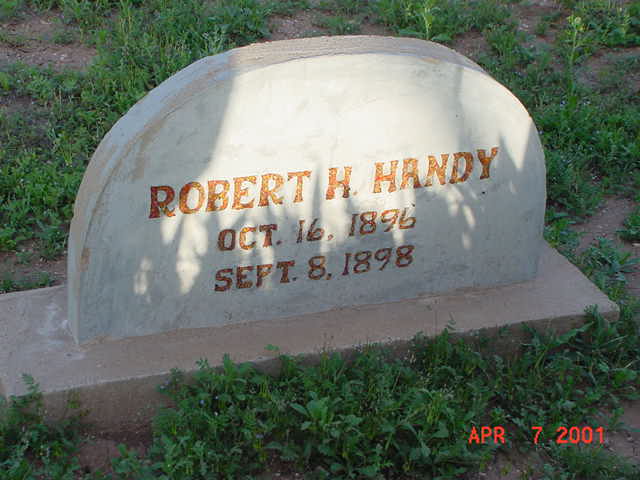 ROBERT H. HANDY
OCT. 16, 1896
SEPT. 8, 1898
APR 7 2001